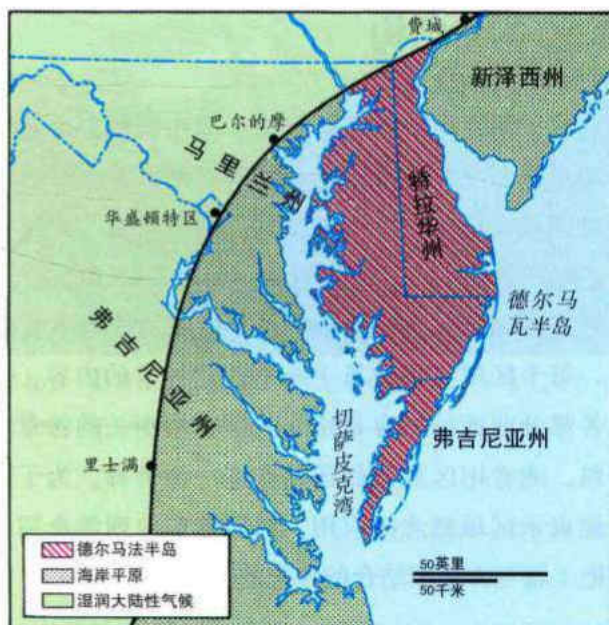 费城
新泽西州
巴尔的摩
马里兰州
特拉华州
华盛顿特区
德尔马
瓦半岛
弗吉尼亚州
切萨皮克湾
弗吉尼亚州
里士满
德尔马法半岛
海岸平原
湿润大陆性气候
50英里
50千米